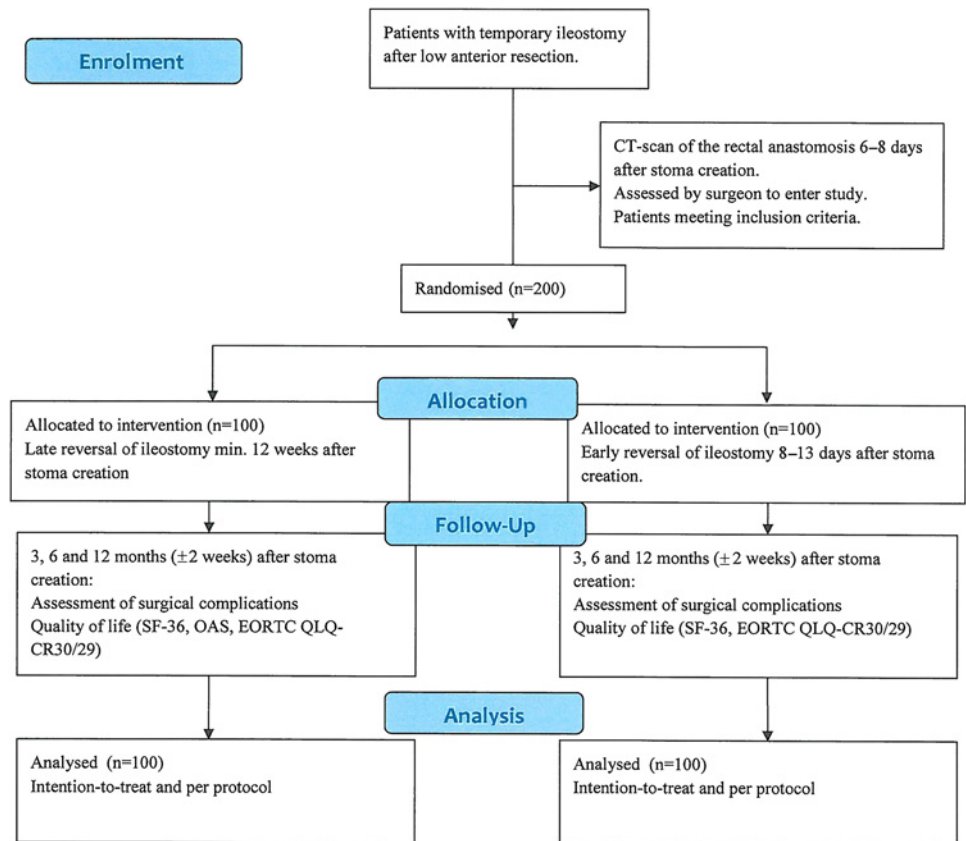 Enrolment
Patients with temporary ileostomy
after low anterior resection.
CT-scan of the rectal anastomosis 6–8 days
after stoma creation.
Assessed by surgeon to enter study.
Patients meeting inclusion criteria.
Randomised (n=200)
Allocation
Allocated to intervention (n=100)
Late reversal of ileostomy min. 12 weeks after
stoma creation
Allocated to intervention (n=100)
Early reversal of ileostomy 8–13 days after stoma
creation.
Follow-Up
3, 6 and 12 months (±2 weeks) after stoma
creation:
Assessment of surgical complications
Quality of life (SF-36, OAS, EORTC QLQ-
CR30/29)
3, 6 and 12 months (±2 weeks) after stoma
creation:
Assessment of surgical complications
Quality of life (SF-36, EORTC QLQ-CR30/29)
Analysis
Analysed (n=100)
Intention-to-treat and per protocol
Analysed (n=100)
Intention-to-treat and per protocol